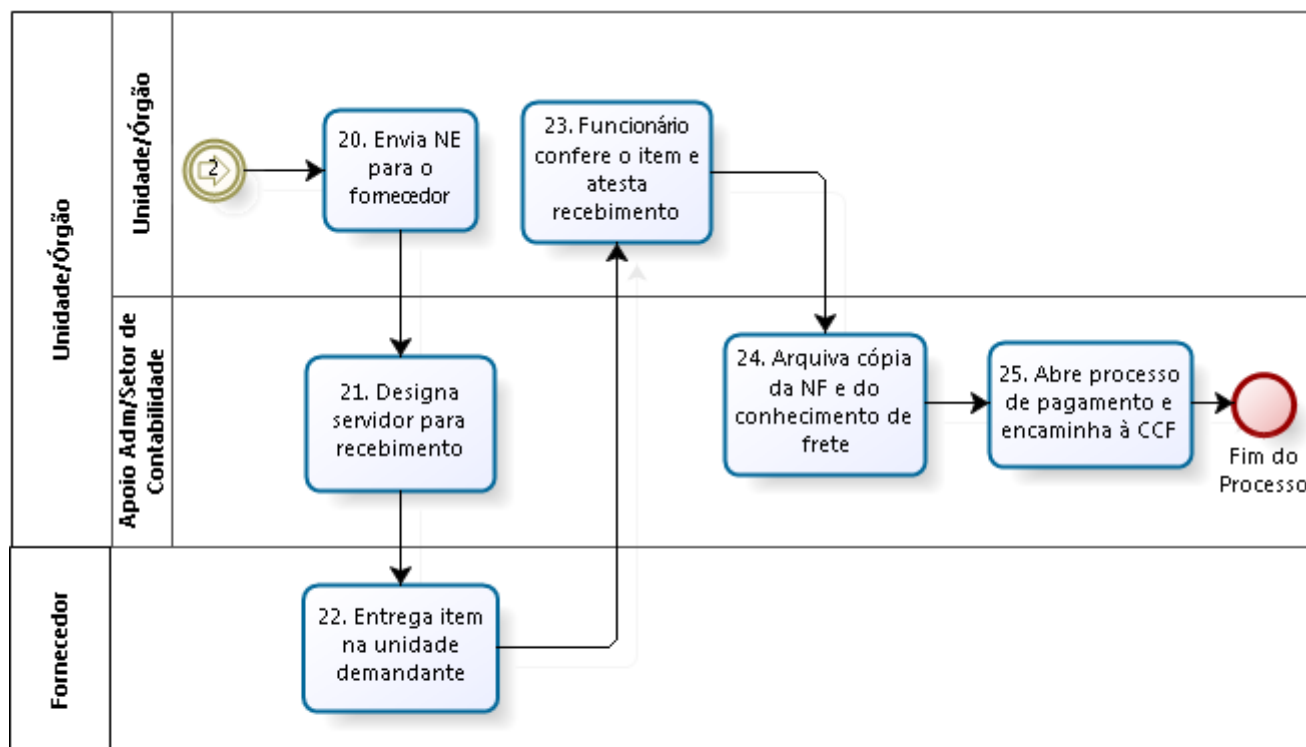 Unidade/Órgão
Unidade/Órgão
2
20. Envia NE
para o
fornecedor
23. Funcionário
confere o item e
atesta
recebimento
Apoio Adm/Setor de
Contabilidade
21. Designa
servidor para
recebimento
24. Arquiva cópia
da NF e do
conhecimento de
frete
25. Abre processo
de pagamento e
encaminha à CCF
Fim do
Processo
Fornecedor
22. Entrega item
na unidade
demandante